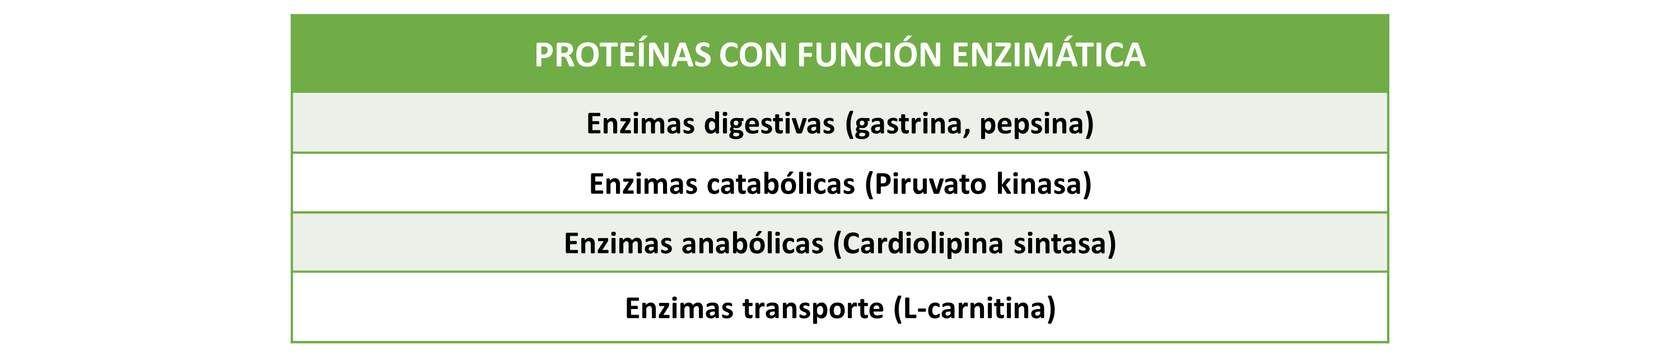 PROTEÍNAS CON FUNCIÓN ENZIMÁTICA
Enzimas digestivas (gastrina, pepsina)
Enzimas catabólicas (Piruvato kinasa)
Enzimas anabólicas (Cardiolipina sintasa)
Enzimas transporte (L-carnitina)